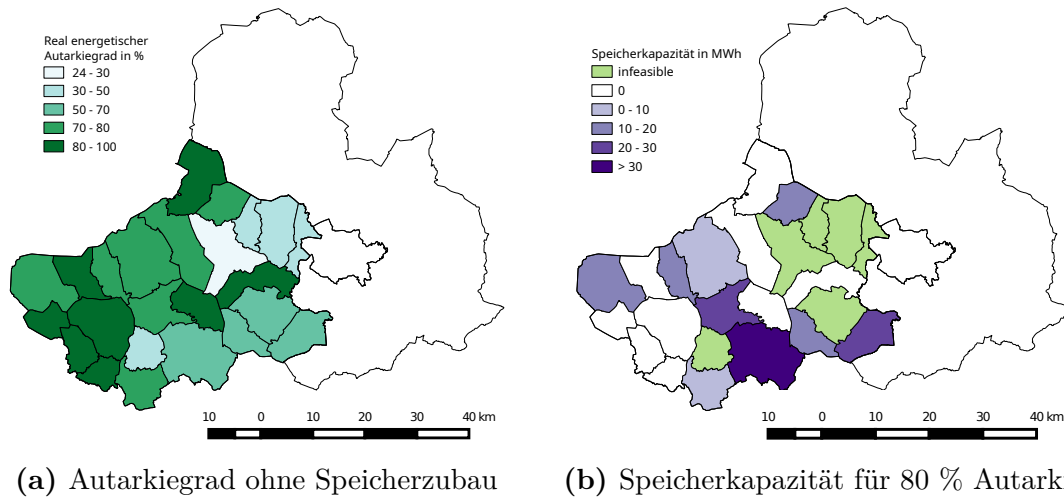 Real energetischer
Autarkiegrad in %
24 - 30
30 - 50
50 - 70
70 - 80
80 - 100
10 0 10 20 30 40 km
(a) Autarkiegrad ohne Speicherzubau
Speicherkapazität in MWh
infeasible
0
0 - 10
10 - 20
20 - 30
> 30
10 0 10 20 30 40 km
(b) Speicherkapazität für 80 % Autark